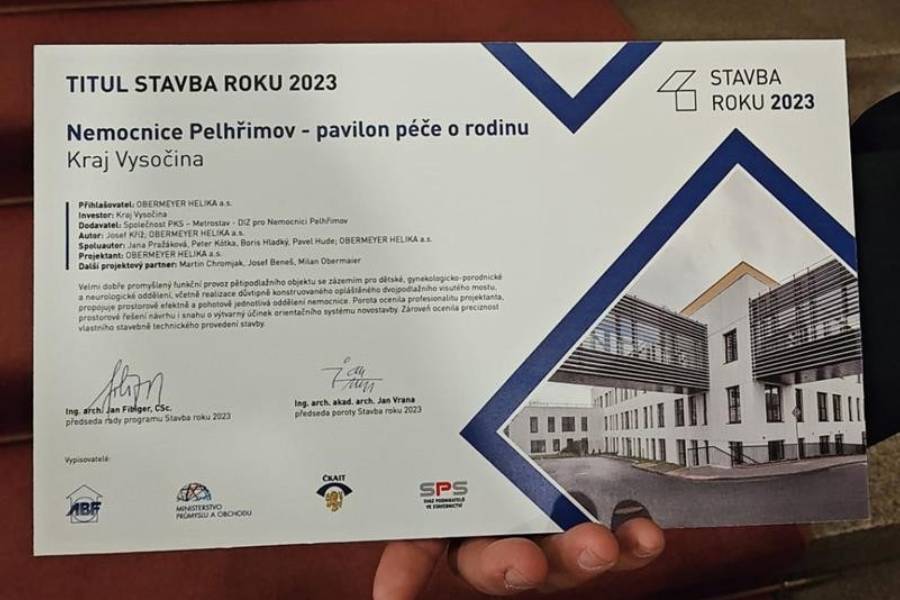 TITUL STAVBA ROKU 2023
STAVBA
ROKU 2023
Nemocnice Pelhřimov - pavilon péče o rodinu
Kraj Vysočina
Přihlašovatel: OBERMEYER HELIKA a.s.
Investor: Kraj Vysočina
Dodavatel: Společnost PKS – Metrostav - DIZ pro Nemocnici Pelhřimov
Autor: Josef Kříž; OBERMEYER HELIKA a.s.
Spoluautor: Jana Pražáková, Peter Kótka, Boris Hladký, Pavel Hude; OBERMEYER HELIKA a.s.
Projektant: OBERMEYER HELIKA a.s.
Další projektový partner: Martin Chromjak, Josef Beneš, Milan Obermaier
Velmi dobře promyšlený funkční provoz pětipodlažního objektu se zázemím pro dětské, gynekologicko-porodnické
a neurologické oddělení, včetně realizace důvtipně konstruovaného opláštěného dvojpodlažního visutého mostu,
propojuje prostorově efektně a pohotově jednotlivá oddělení nemocnice. Porota ocenila profesionalitu projektanta,
prostorové řešení návrhu i snahu o výtvarný účinek orientačního systému novostavby. Zároveň ocenila preciznost
vlastního stavebně technického provedení stavby.
Ing. arch. Jan Fibiger, CSc.
předseda rady programu Stavba roku 2023
Ing. arch. akad. arch. Jan Vrana
předseda poroty Stavba roku 2023
Vypisovatelé:
ABF
MINISTERSTVO
PRŮMYSLU A OBCHODU
ČKAIT
SPS
SVAZ PODNIKATELŮ
VE STAVEBNICTVÍ